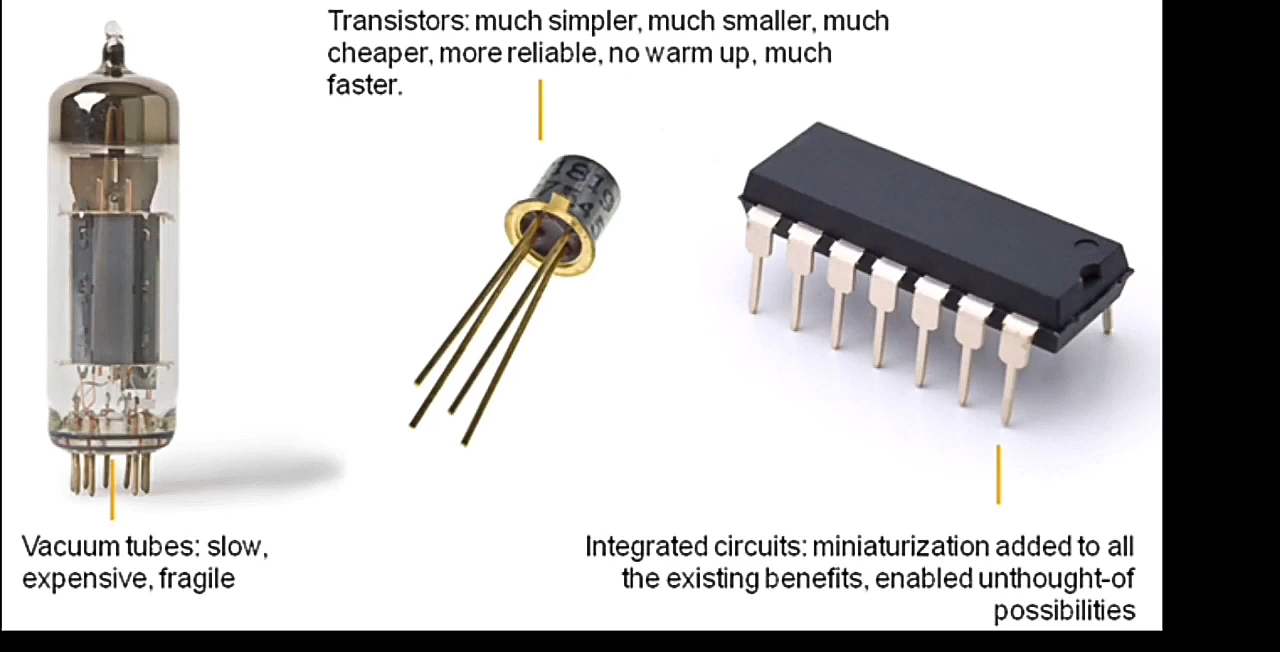 Transistors: much simpler, much smaller, much
cheaper, more reliable, no warm up, much
faster.
Vacuum tubes: slow,
expensive, fragile
Integrated circuits: miniaturization added to all
the existing benefits, enabled unthought-of
possibilities